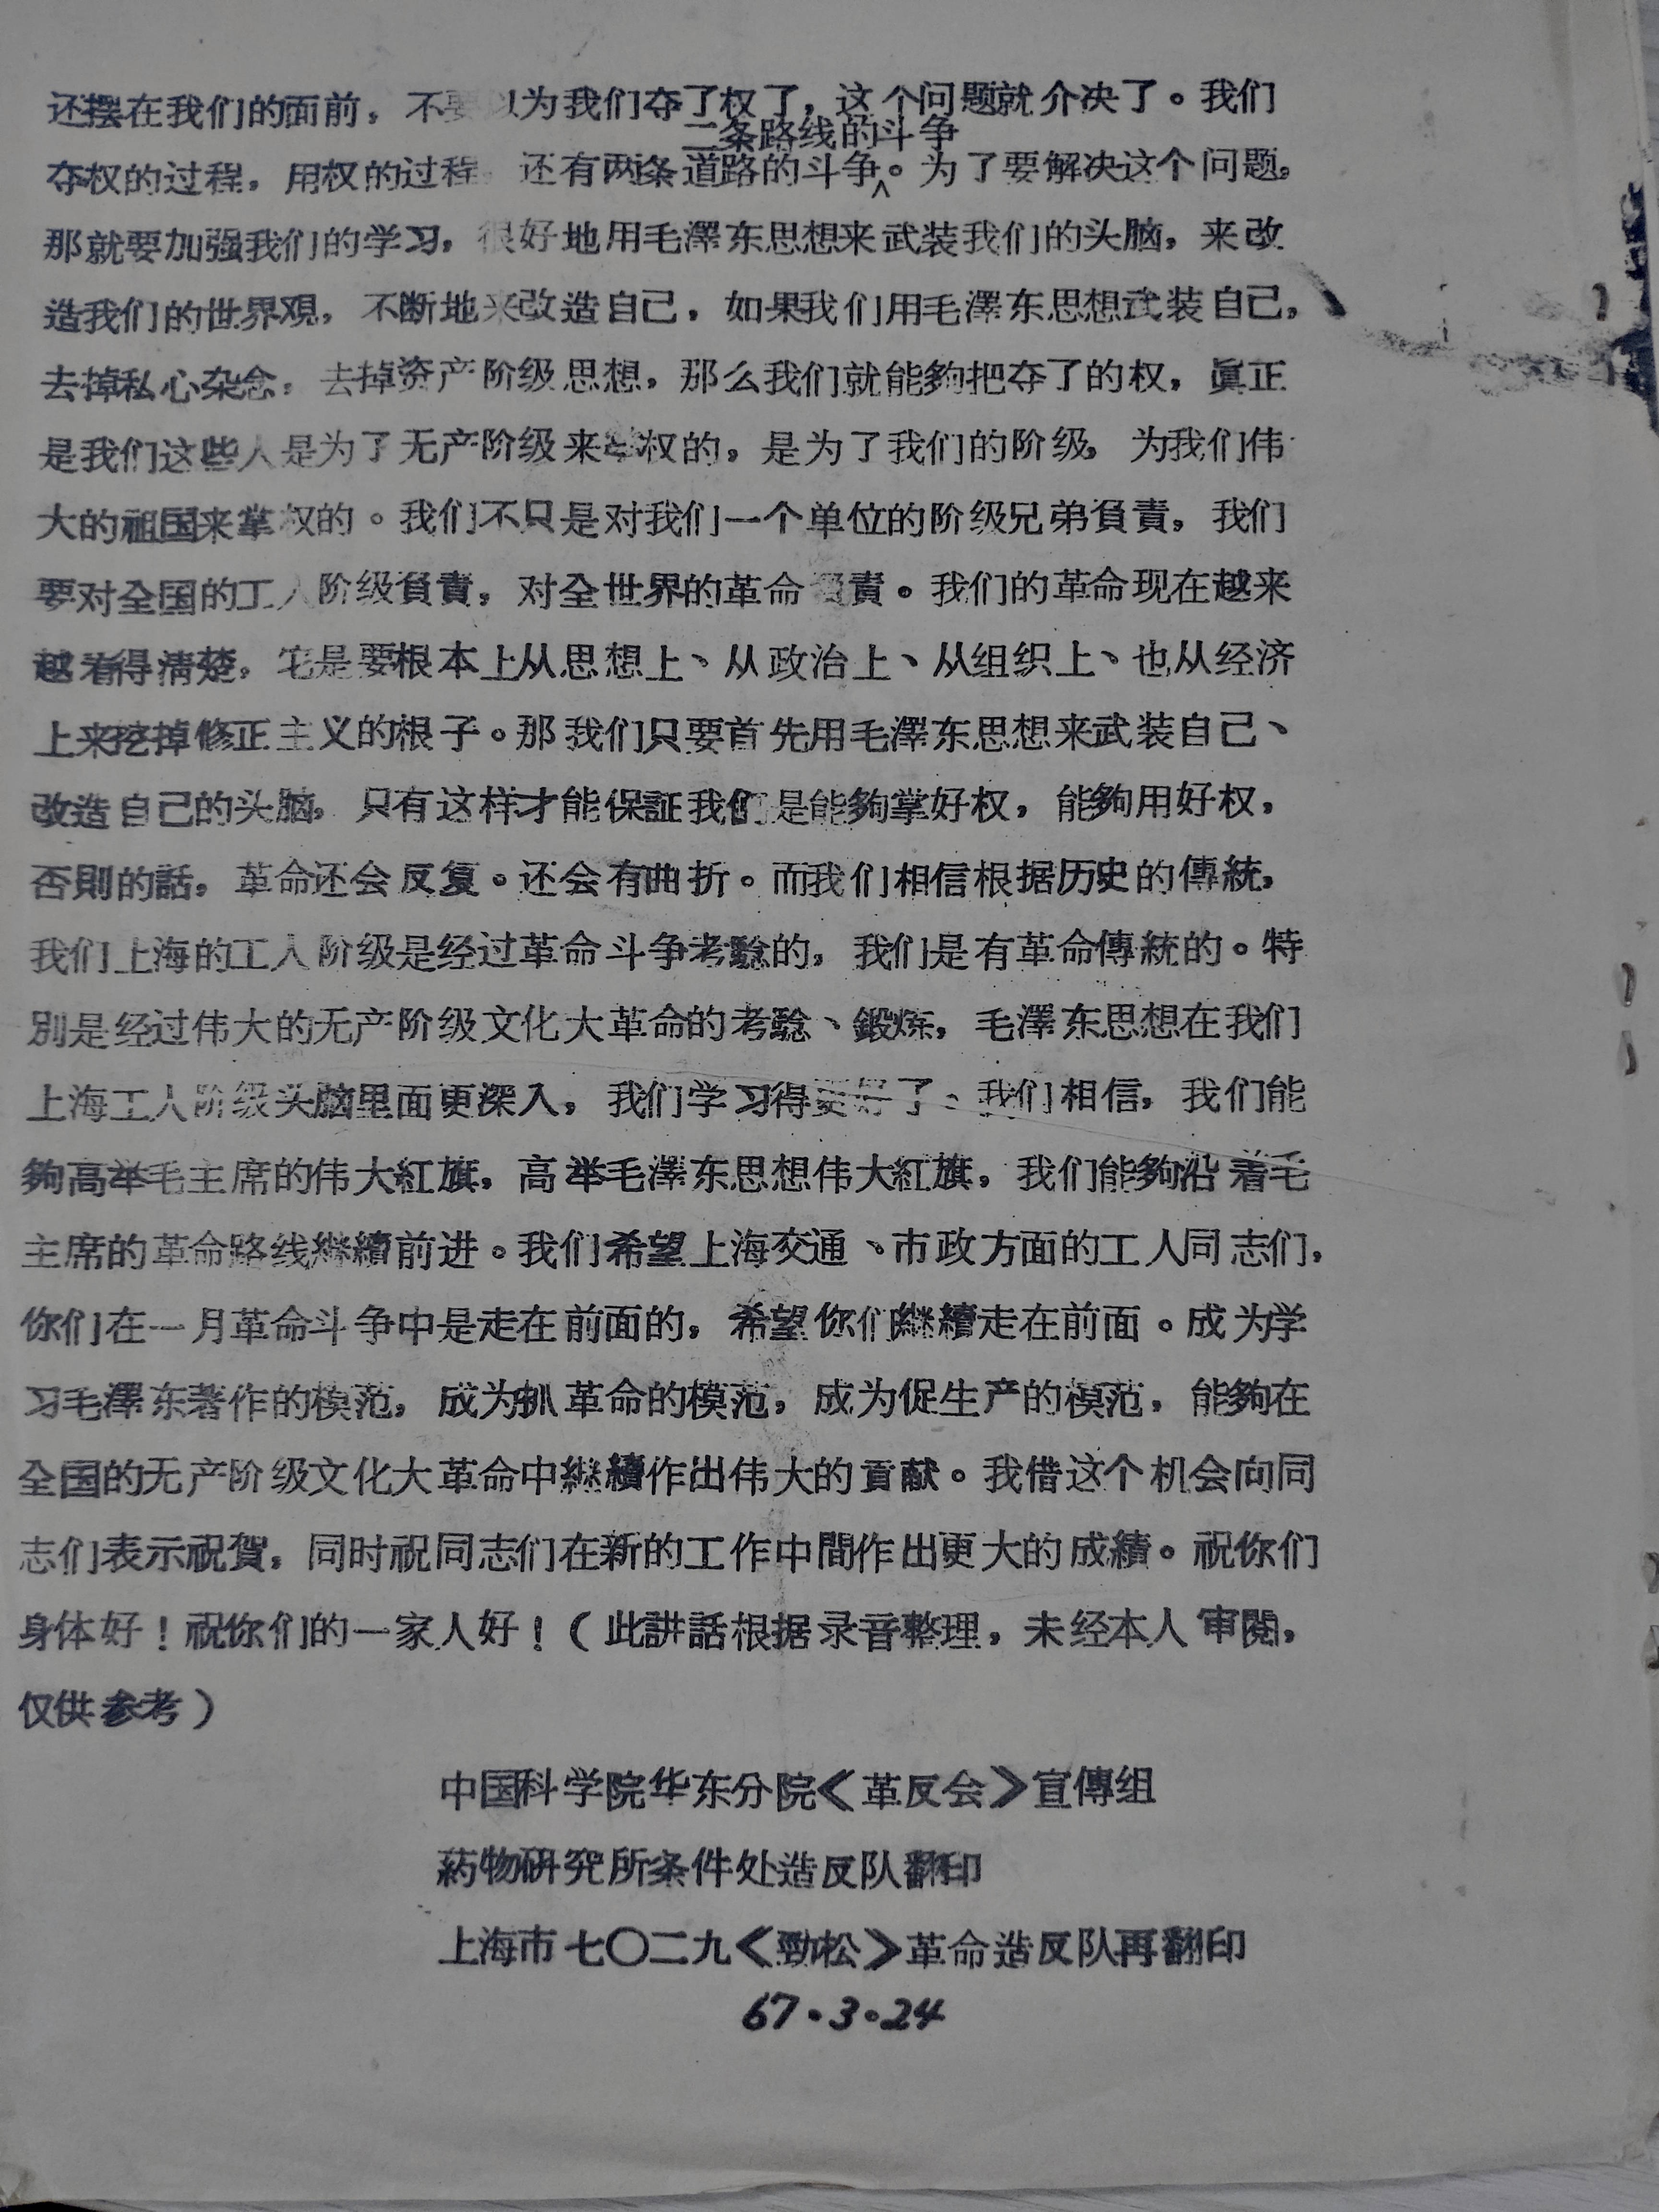 还摆在我们的面前，不要以为我们夺了权了，这个问题就介决了。我们
二条路线的斗争
夺权的过程，用权的过程 还有两条道路的斗争。为了要解决这个问题。
那就要加强我们的学习，很好地用毛澤东思想来武装我们的头脑，来改
造我们的世界观，不断地来改造自己，如果我们用毛澤东思想武装自己，
去掉私心杂念，去掉资产阶级思想，那么我们就能夠把夺了的权，眞正
是我们这些人是为了无产阶级来掌权的，是为了我们的阶级，为我们伟
大的祖国来掌权的。我们不只是对我们一个单位的阶级兄弟負責，我们
要对全国的工人阶级負責，对全世界的革命負責。我们的革命现在越来
越看得清楚，宅是要根本上从思想上、从政治上、从组织上、也从经济
上来挖掉修正主义的根子。那我们只要首先用毛澤东思想来武装自己、
改造自己的头脑，只有这样才能保証我们是能夠掌好权，能夠用好权，
否則的話，革命还会反复。还会有曲折。而我们相信根据历史的傳統，
我们上海的工人阶级是经过革命斗争考騐的，我们是有革命傳統的。特
別是经过伟大的无产阶级文化大革命的考騐、鍛炼，毛澤东思想在我们
上海工人阶级头脑里面更深入，我们学习得更好了。我们相信，我们能
夠高举毛主席的伟大紅旗，高举毛澤东思想伟大紅旗，我们能夠沿着毛
主席的革命路线継續前进。我们希望上海交通、市政方面的工人同志们，
你们在一月革命斗争中是走在前面的，希望你们継續走在前面。成为学
习毛澤东著作的模范，成为抓革命的模范，成为促生产的模范，能夠在
全国的无产阶级文化大革命中継續作出伟大的貢献。我借这个机会向同
志们表示祝賀，同时祝同志们在新的工作中間作出更大的成績。祝你们
身体好！祝你们的一家人好！（此講話根据录音整理，未经本人审閱，
仅供参考）
中国科学院华东分院《革反会》宣傳组
葯物研究所条件处造反队翻印
上海市七〇二九《勁松》革命造反队再翻印
67·3·24